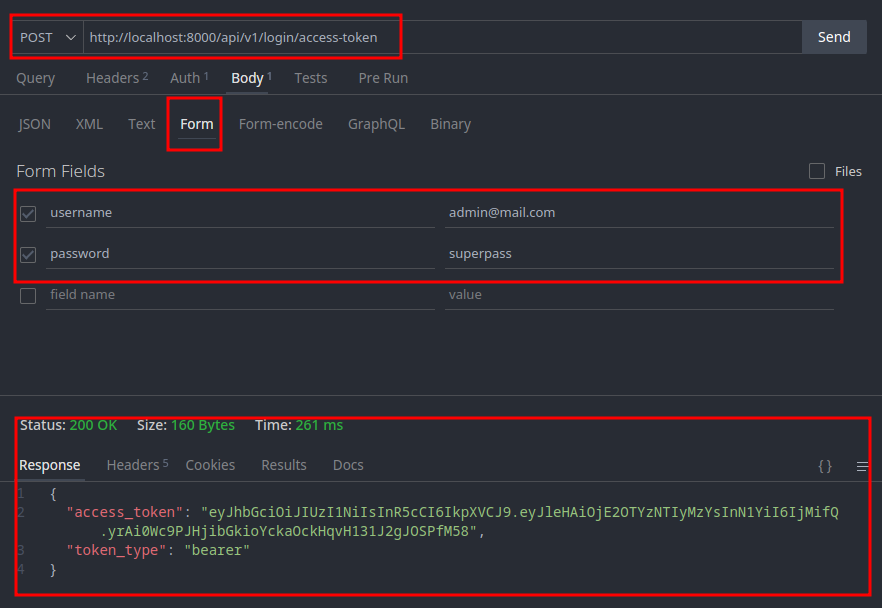 POST http://localhost:8000/api/v1/login/access-token Send
Query Headers 2 Auth 1 Body 1 Tests Pre Run
JSON XML Text Form Form-encode GraphQL Binary
Form Fields Files
username admin@mail.com
password superpass
field name value
Status: 200 OK Size: 160 Bytes Time: 261 ms
Response Headers 5 Cookies Results Docs { }
1 {
2 "access_token": "eyJhbGciOiJIUzI1NiIsInR5cCI6IkpXVCJ9.eyJleHAiOjE2OTYzNTIyMzYsInN1YiI6IjMifQ
.yrAi0Wc9PJHjibGkioYckaOckHqvH131J2gJOSPfM58",
3 "token_type": "bearer"
4 }